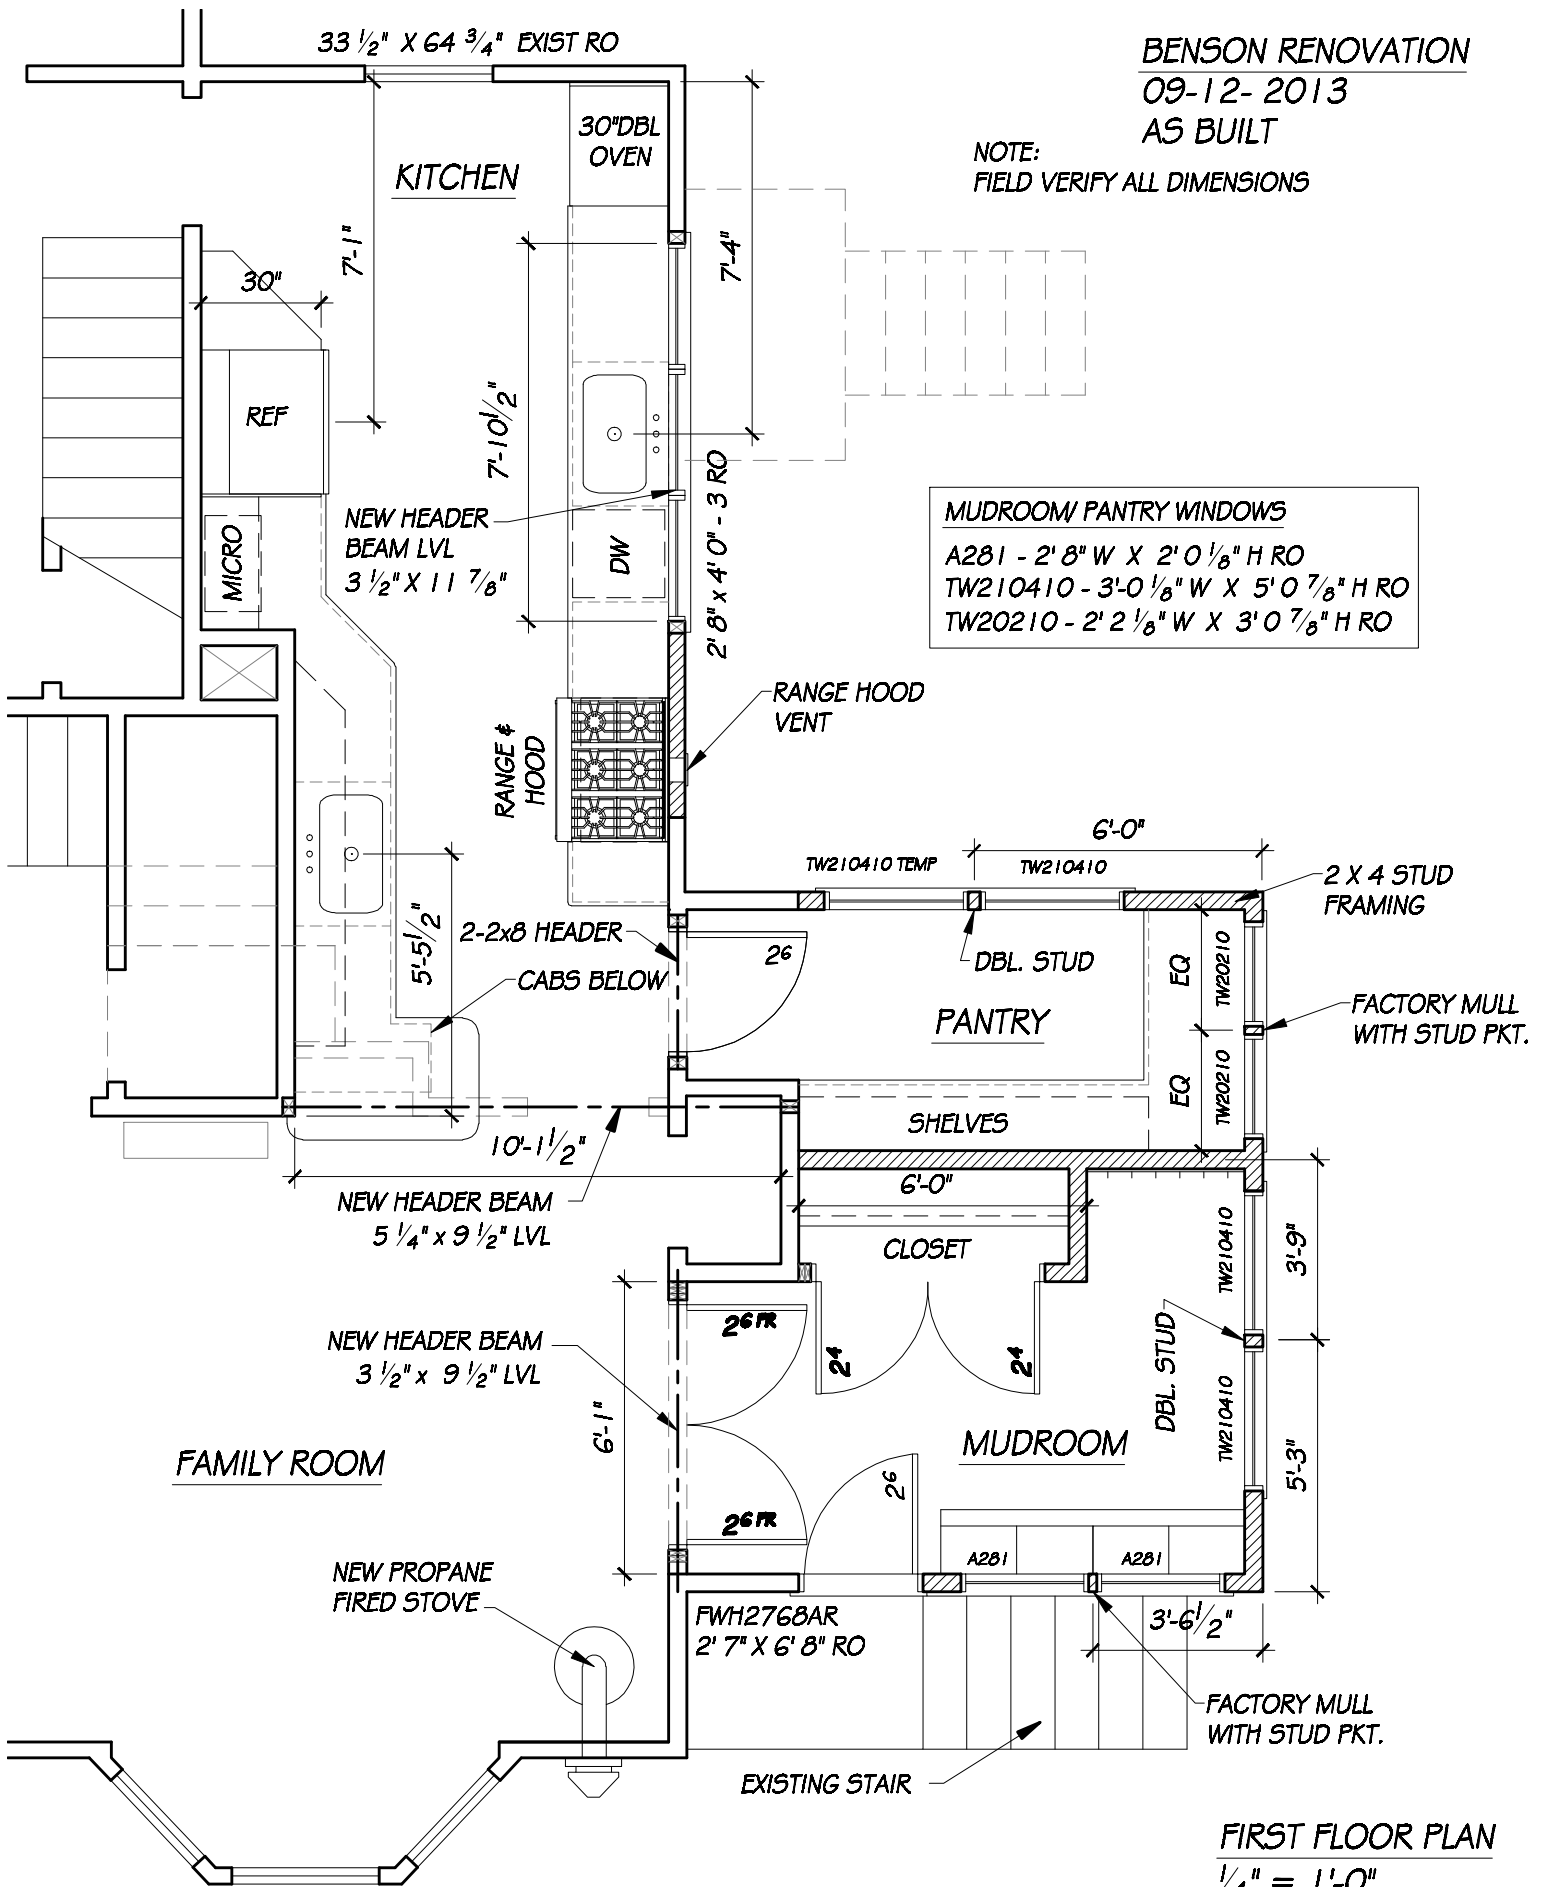 33 1/2" X 64 3/4" EXIST RO
BENSON RENOVATION
09-12- 2013
AS BUILT
NOTE:
FIELD VERIFY ALL DIMENSIONS
30"DBL
OVEN
KITCHEN
7'-1"
7'-4"
30"
REF
7'-10 1/2"
MICRO
NEW HEADER
BEAM LVL
3 1/2" X 11 7/8"
DW
2' 8" x 4' 0" - 3 RO
MUDROOM/ PANTRY WINDOWS
A281 - 2' 8" W X 2' 0 1/8" H RO
TW210410 - 3'-0 1/8" W X 5' 0 7/8" H RO
TW20210 - 2' 2 1/8" W X 3' 0 7/8" H RO
RANGE HOOD
VENT
RANGE &
HOOD
6'-0"
TW210410 TEMP
TW210410
2 X 4 STUD
FRAMING
5'-5 1/2"
2-2x8 HEADER
CABS BELOW
26
DBL. STUD
EQ
TW20210
PANTRY
FACTORY MULL
WITH STUD PKT.
EQ
TW20210
SHELVES
10'-1 1/2"
NEW HEADER BEAM
5 1/4" x 9 1/2" LVL
6'-0"
CLOSET
TW210410
3'-9"
NEW HEADER BEAM
3 1/2" x 9 1/2" LVL
26 FR
24
24
DBL. STUD
6'-1"
TW210410
5'-3"
FAMILY ROOM
MUDROOM
26
26 FR
A281
A281
NEW PROPANE
FIRED STOVE
FWH2768AR
2' 7" X 6' 8" RO
3'-6 1/2"
FACTORY MULL
WITH STUD PKT.
EXISTING STAIR
FIRST FLOOR PLAN
1/4" = 1'-0"